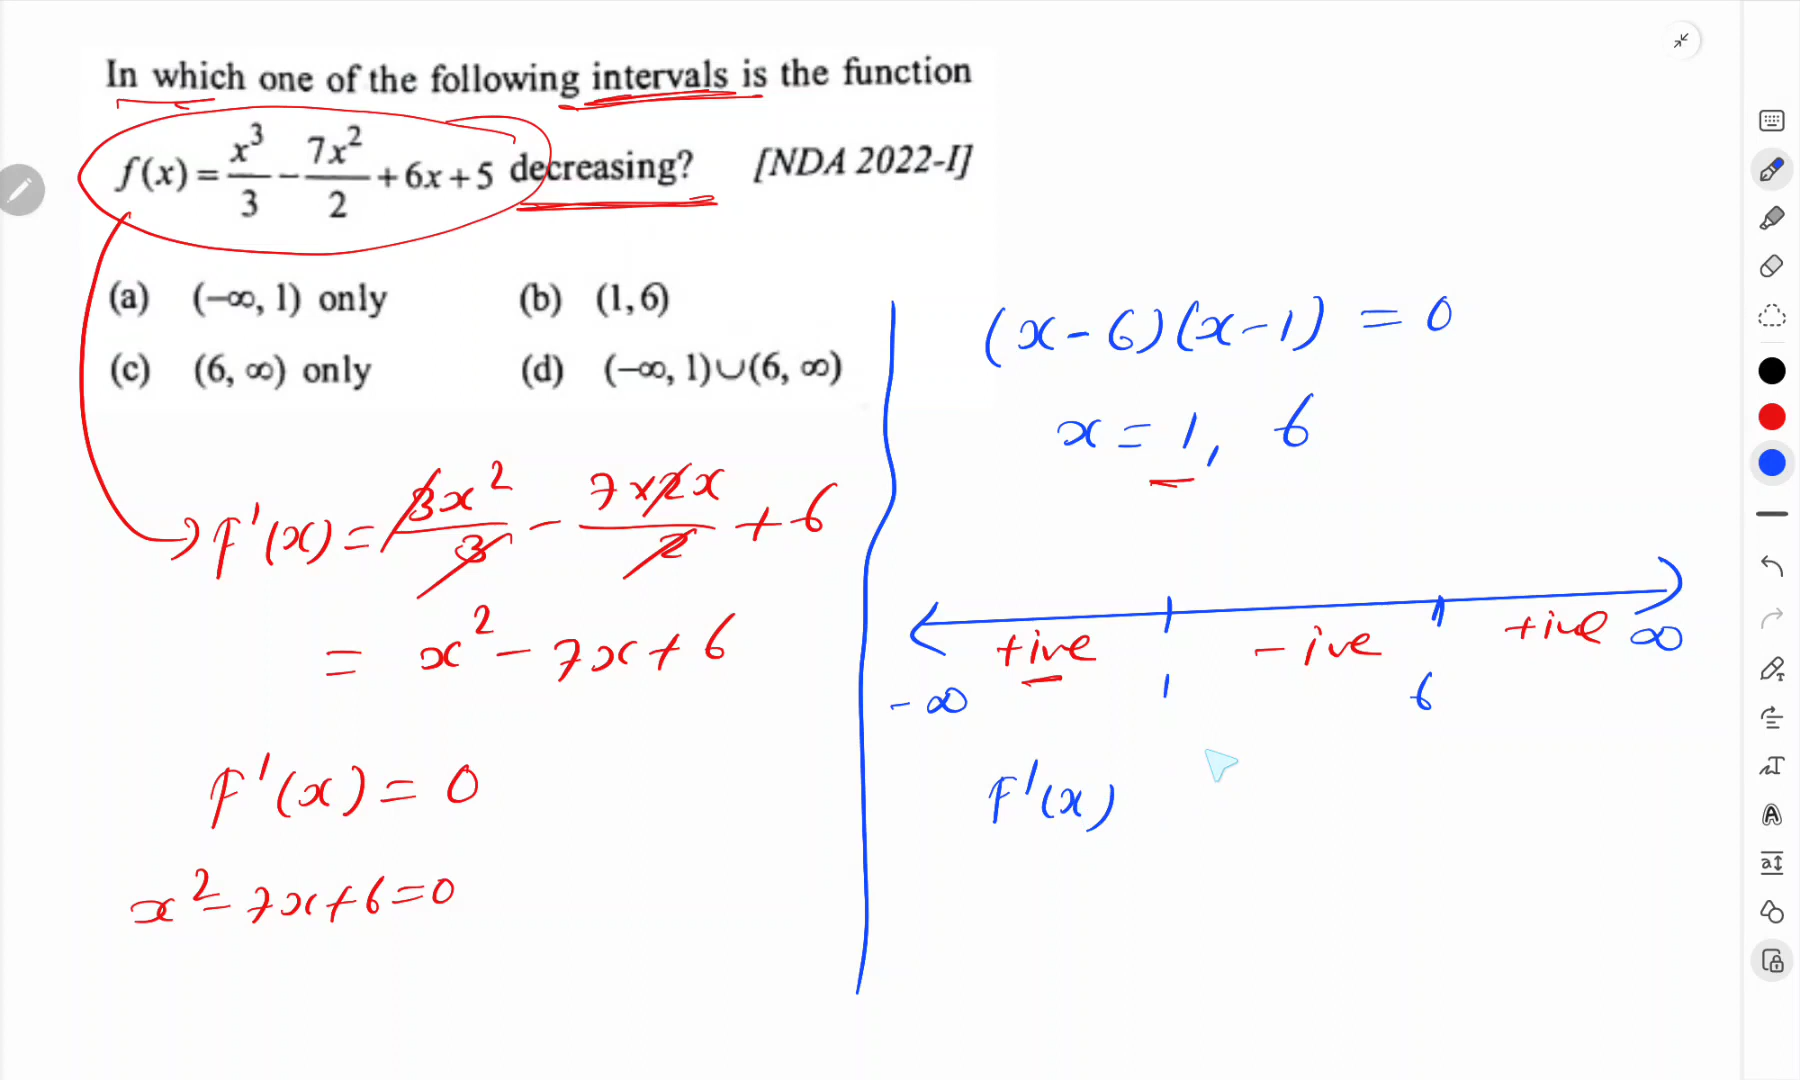 In which one of the following intervals is the function
f(x) = x³/3 − 7x²/2 + 6x + 5 decreasing? [NDA 2022-I]
(a) (−∞, 1) only (b) (1, 6)
(c) (6, ∞) only (d) (−∞, 1)∪(6, ∞)
f'(x) = 3x²/3 − 7×2x/2 + 6
= x² − 7x + 6
f'(x) = 0
x² − 7x + 6 = 0
(x − 6)(x − 1) = 0
x = 1, 6
+ive − ive +ive
−∞ 1 6 ∞
f'(x)